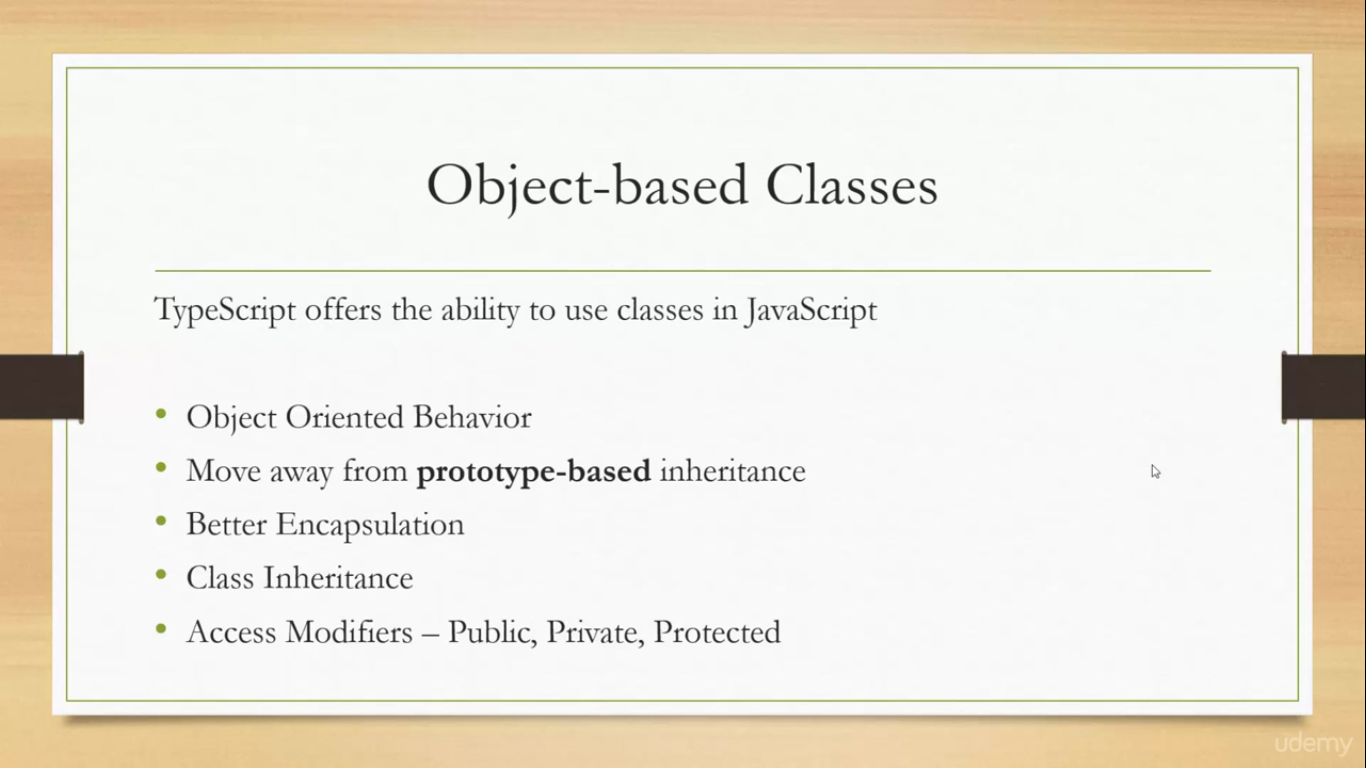 Object-based Classes
TypeScript offers the ability to use classes in JavaScript
• Object Oriented Behavior
• Move away from prototype-based inheritance
• Better Encapsulation
• Class Inheritance
• Access Modifiers – Public, Private, Protected
udemy